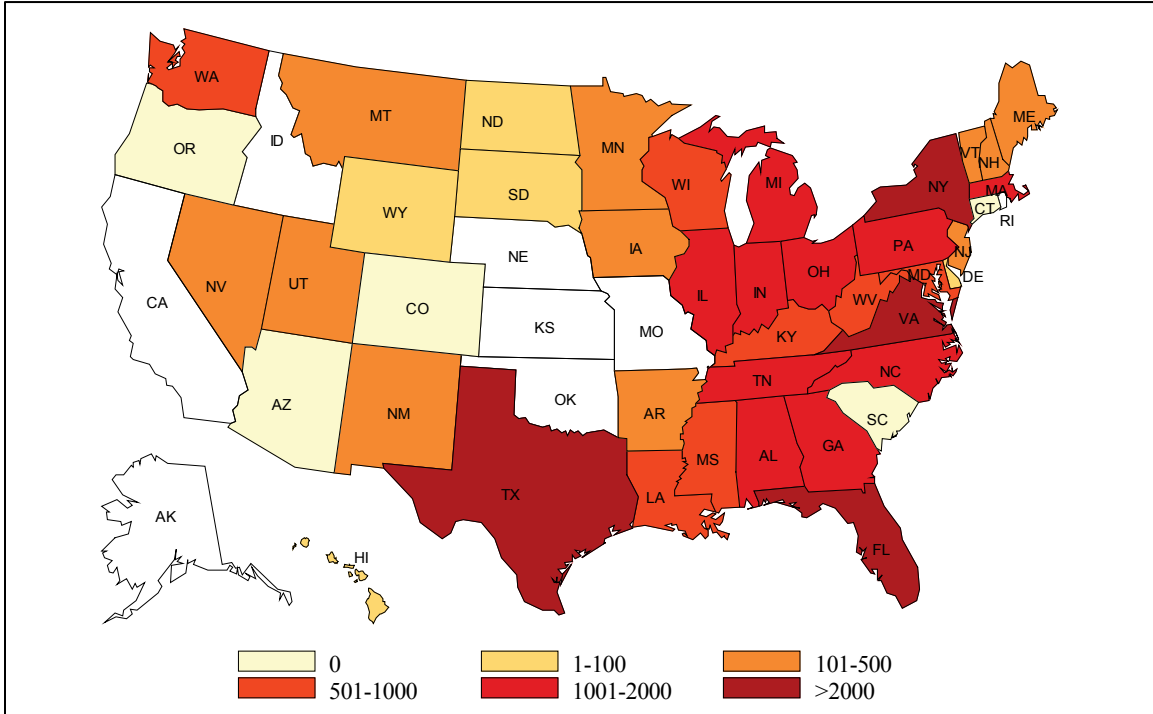 WA
MT
ND
MN
ME
OR
ID
VT
NH
WI
MI
NY
MA
SD
WY
CT
RI
IA
PA
NE
NJ
NV
UT
IL
IN
OH
MD
DE
CA
CO
WV
VA
KS
MO
KY
NC
TN
AZ
NM
OK
AR
SC
MS
AL
GA
TX
LA
AK
FL
HI
0
1-100
101-500
501-1000
1001-2000
>2000